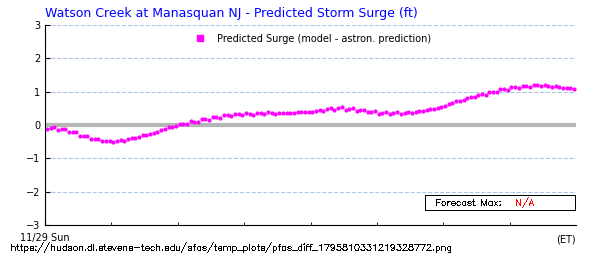 Watson Creek at Manasquan NJ - Predicted Storm Surge (ft)
3
Predicted Surge (model - astron. prediction)
2
1
0
−1
−2
Forecast Max: N/A
−3
11/29 Sun
(ET)
https://hudson.dl.stevens-tech.edu/sfas/temp_plots/pfas_diff_1795810331219328772.png